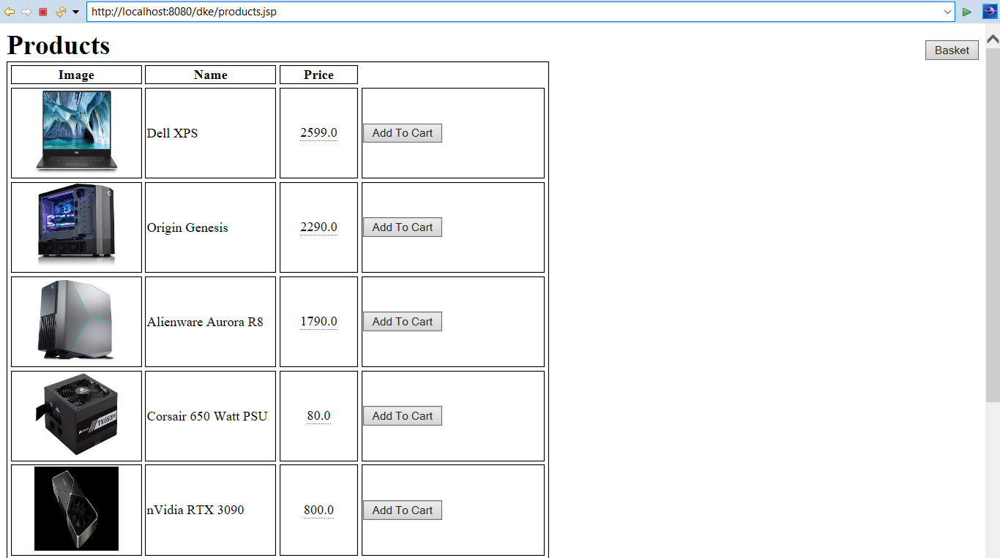 http://localhost:8080/dke/products.jsp
Products
Basket
Image Name Price
Dell XPS 2599.0 Add To Cart
Origin Genesis 2290.0 Add To Cart
Alienware Aurora R8 1790.0 Add To Cart
Corsair 650 Watt PSU 80.0 Add To Cart
TX650M
nVidia RTX 3090 800.0 Add To Cart